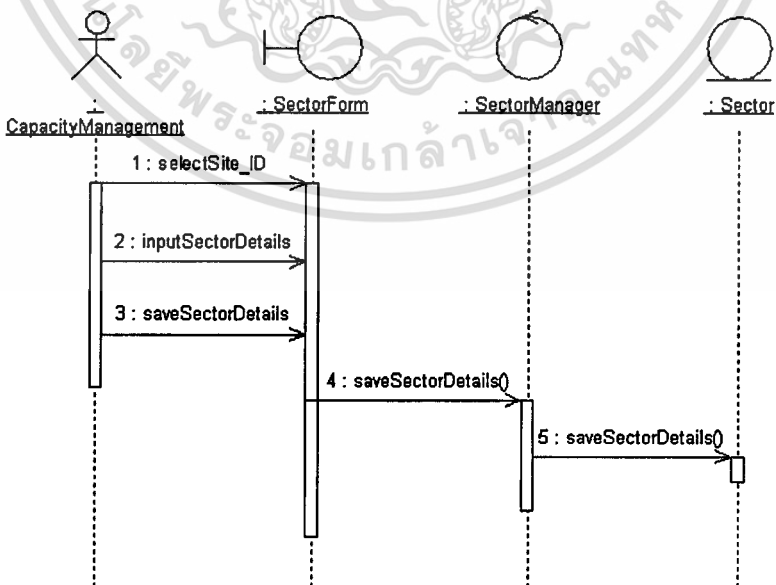 : CapacityManagement
: SectorForm
: SectorManager
: Sector
1 : selectSite_ID
2 : inputSectorDetails
3 : saveSectorDetails
4 : saveSectorDetails()
5 : saveSectorDetails()